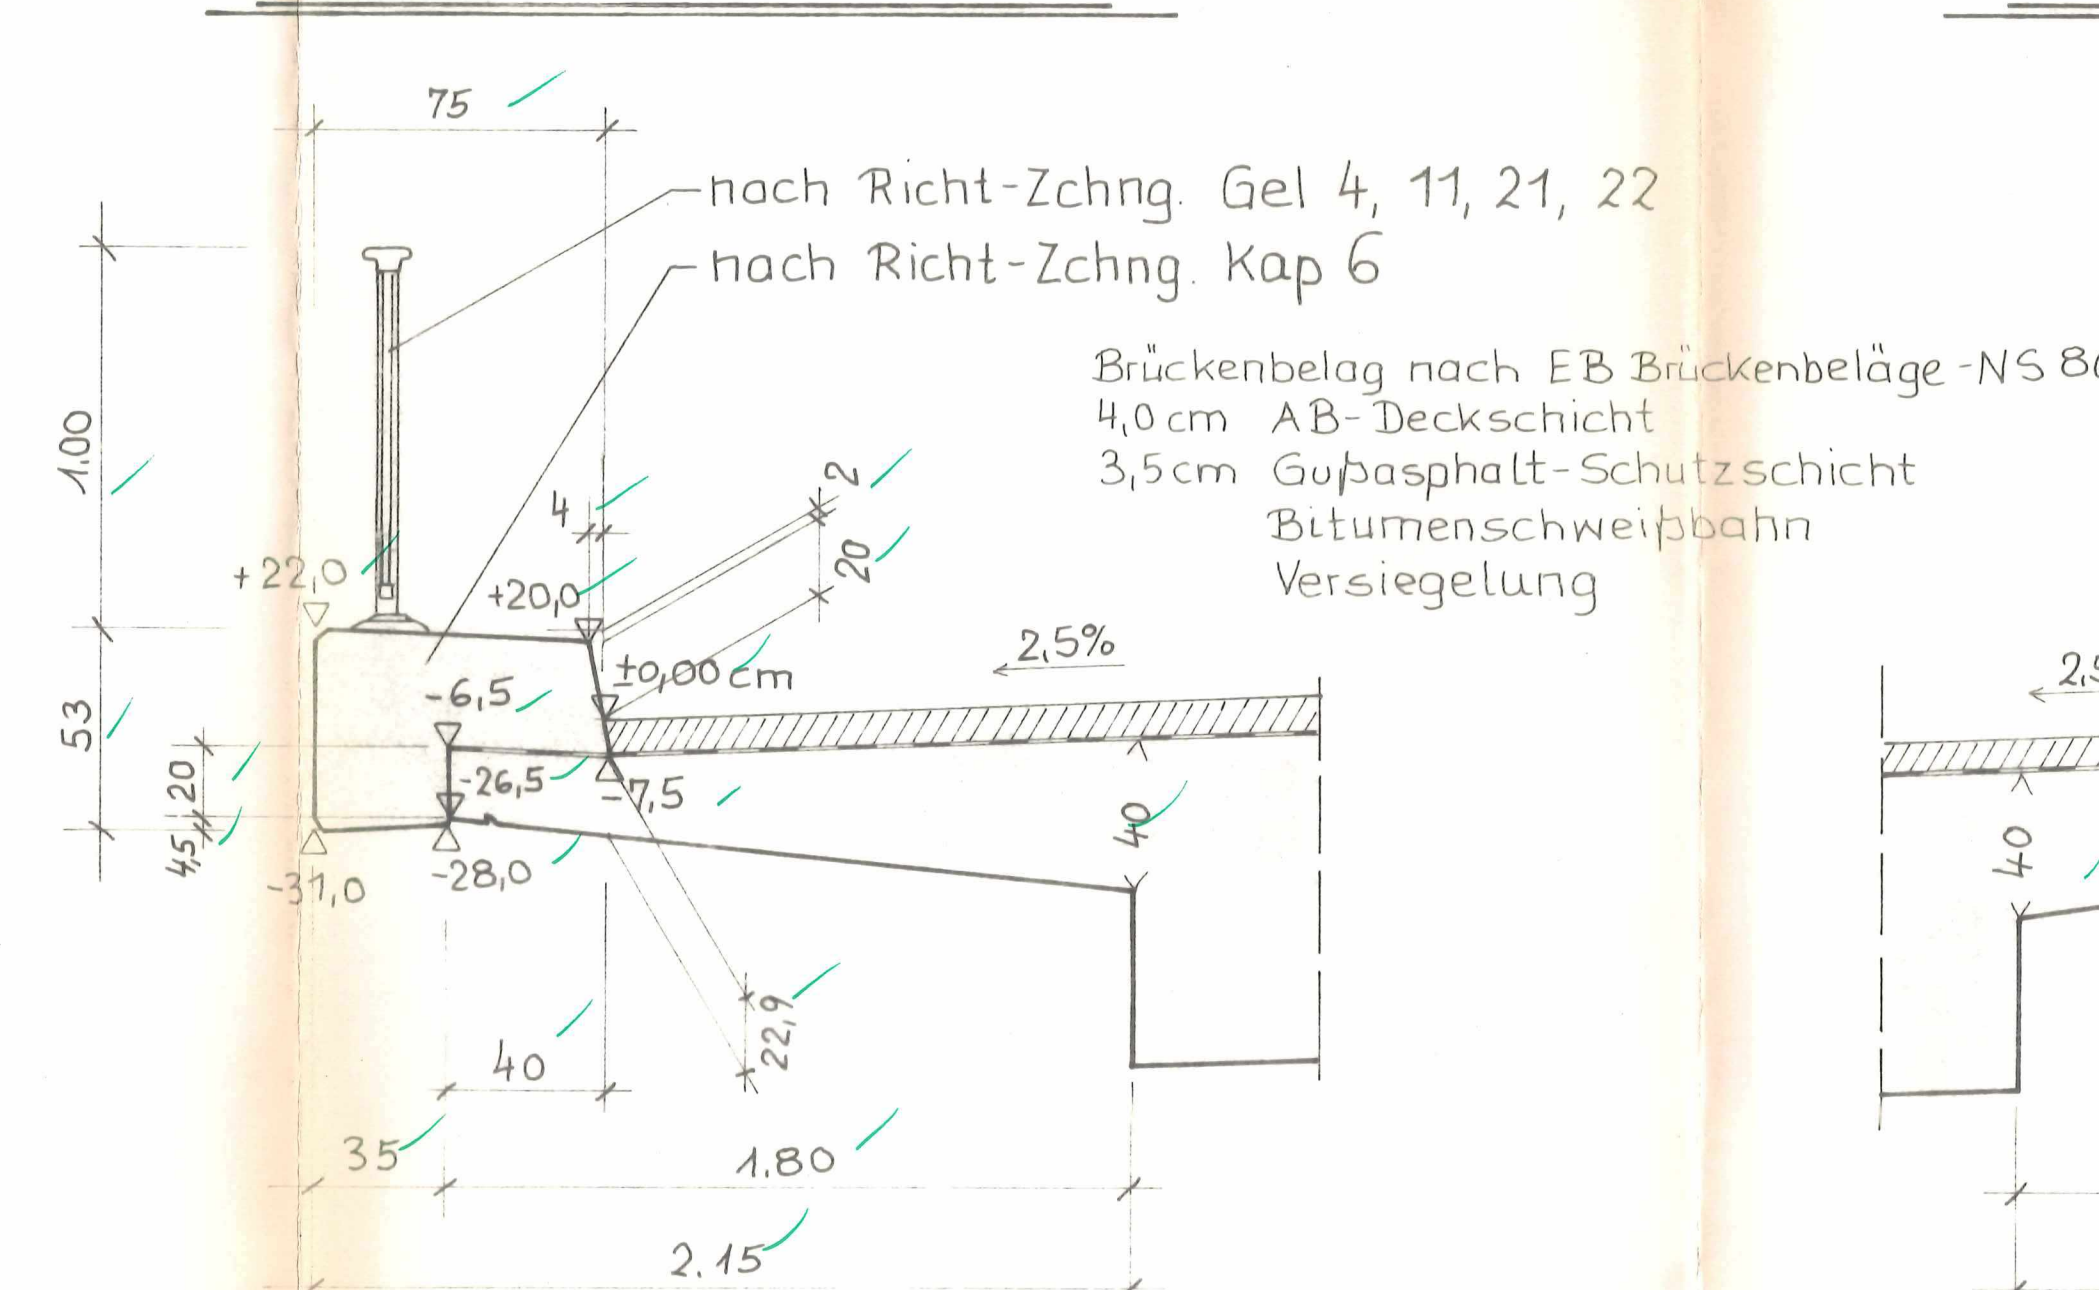 75
nach Richt-Zchng. Gel 4, 11, 21, 22
nach Richt-Zchng. Kap 6
Brückenbelag nach EB Brückenbeläge-NS
4,0 cm AB-Deckschicht
3,5 cm Gußasphalt-Schutzschicht
Bitumenschweißbahn
Versiegelung
1.00
4
2
20
+22,0
+20,0
±0,00 cm
2,5%
-6,5
53
20
4,5
-26,5
-7,5
40
-31,0
-28,0
22,9
40
35
1.80
2.15
40